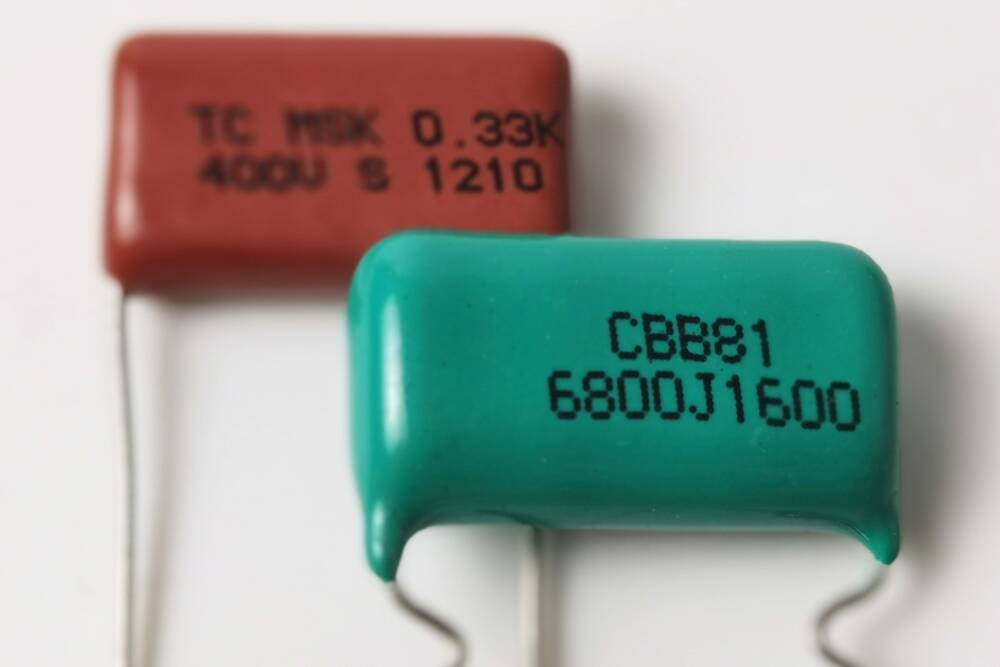 TC MSK 0.33K
400V S 1210
CBB81
6800J1600